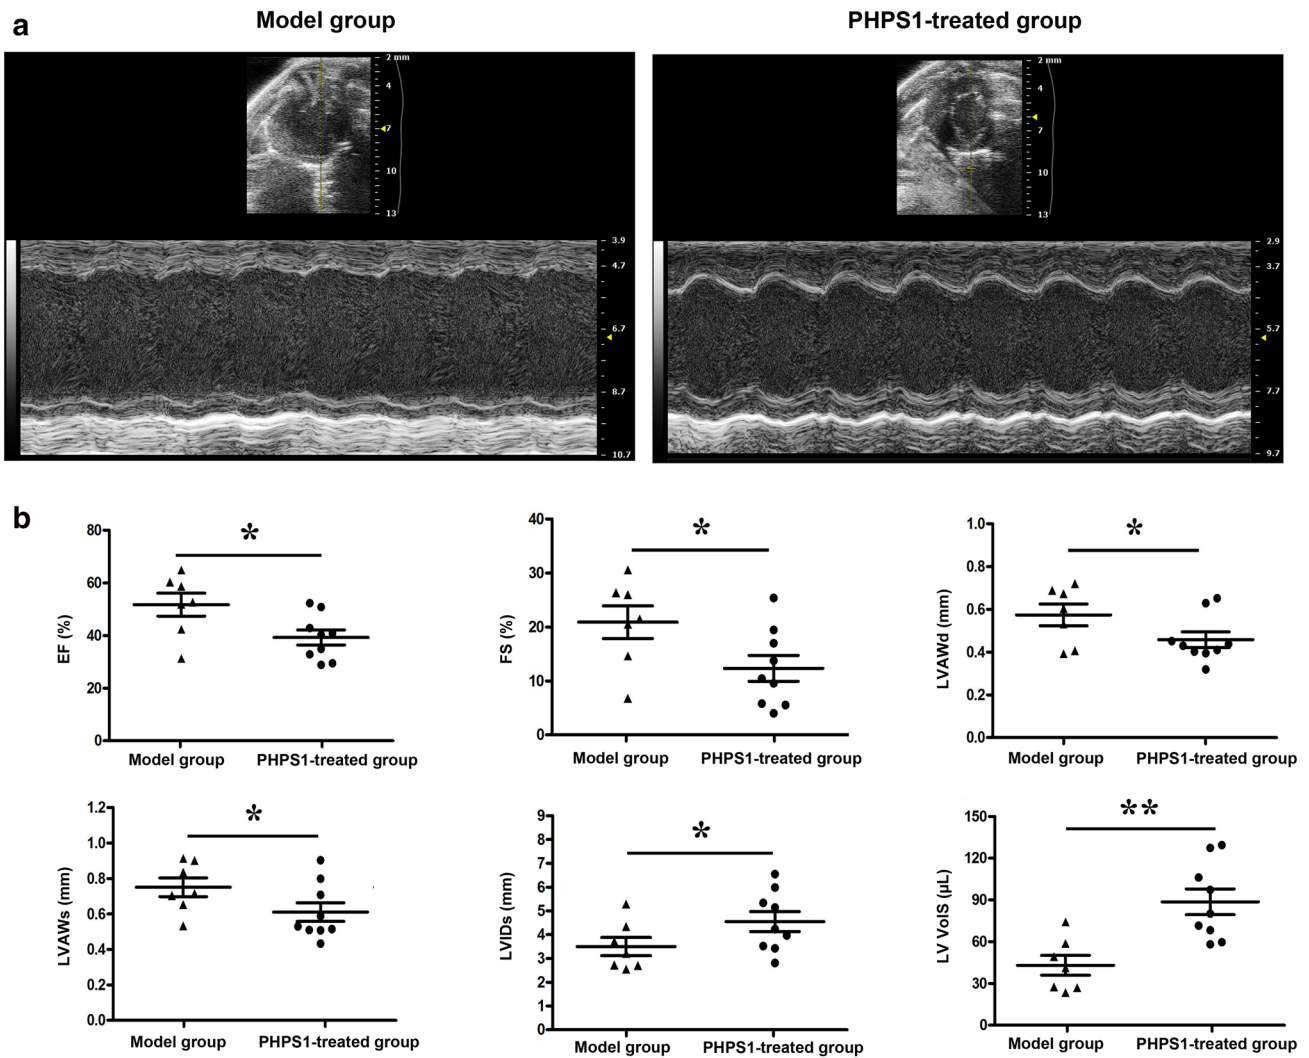 a
Model group
PHPS1-treated group
2 mm
4
7
10
13
2 mm
4
7
10
13
3.9
4.7
6.7
8.7
10.7
2.9
3.7
5.7
7.7
9.7
b
EF (%)
80
60
40
20
0
*
Model group
PHPS1-treated group
FS (%)
40
30
20
10
0
*
Model group
PHPS1-treated group
LVAWd (mm)
1.0
0.8
0.6
0.4
0.2
0.0
*
Model group
PHPS1-treated group
LVAWs (mm)
1.2
1.0
0.8
0.6
0.4
0.2
0.0
*
Model group
PHPS1-treated group
LVIDs (mm)
9
8
7
6
5
4
3
2
1
0
*
Model group
PHPS1-treated group
LV VolS (µL)
150
120
90
60
30
0
**
Model group
PHPS1-treated group